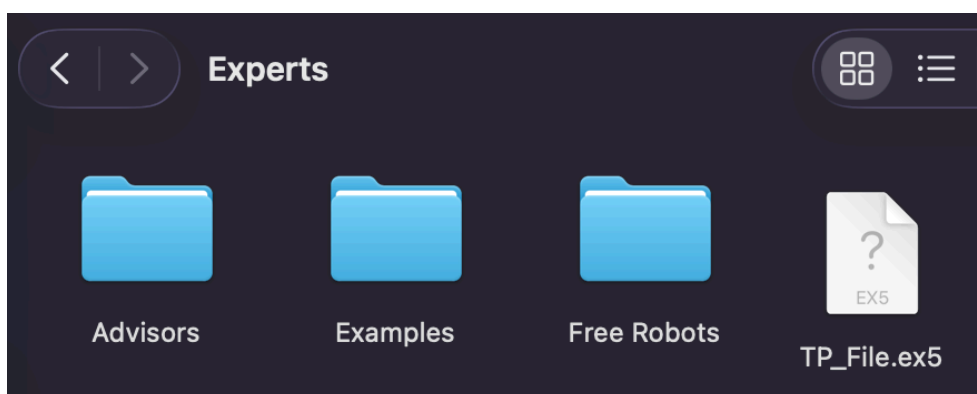 Experts
Advisors
Examples
Free Robots
?
EX5
TP_File.ex5